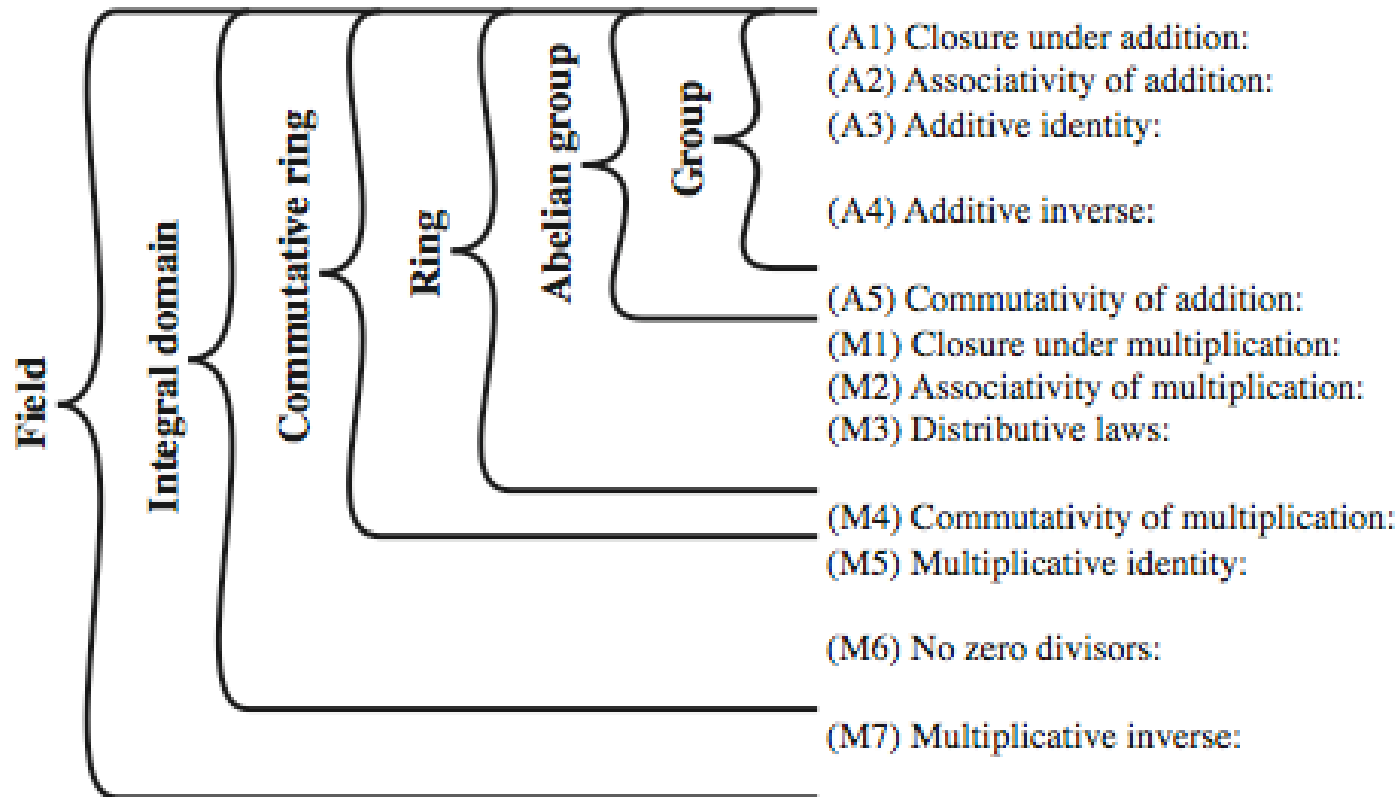 Field
Integral domain
Commutative ring
Ring
Abelian group
Group
(A1) Closure under addition:
(A2) Associativity of addition:
(A3) Additive identity:
(A4) Additive inverse:
(A5) Commutativity of addition:
(M1) Closure under multiplication:
(M2) Associativity of multiplication:
(M3) Distributive laws:
(M4) Commutativity of multiplication:
(M5) Multiplicative identity:
(M6) No zero divisors:
(M7) Multiplicative inverse: